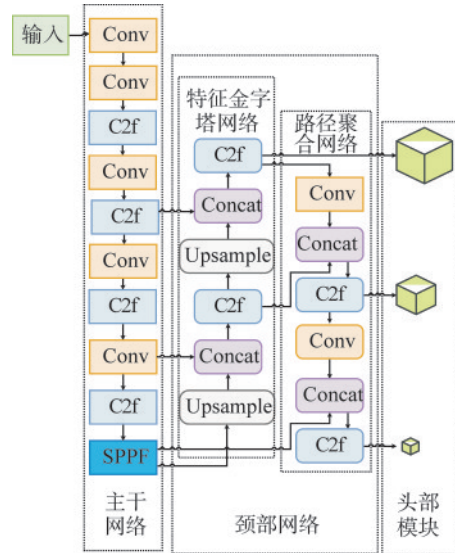 输入
Conv
Conv
C2f
Conv
C2f
Conv
C2f
Conv
C2f
SPPF
主干
网络
特征金字
塔网络
C2f
Concat
Upsample
C2f
Concat
Upsample
路径聚
合网络
Conv
Concat
C2f
Conv
Concat
C2f
颈部网络
头部
模块